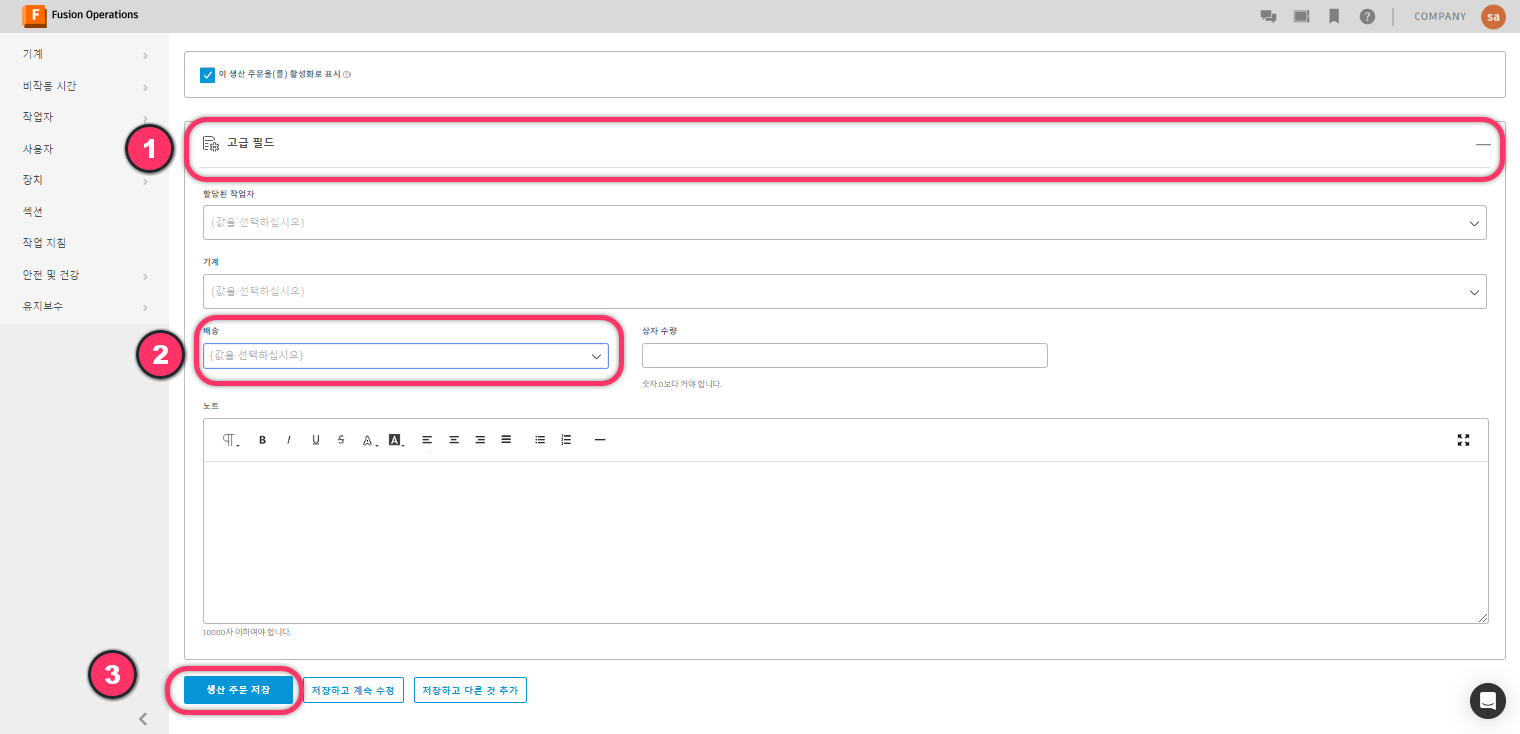 F Fusion Operations
COMPANY
sa
기계
비작동 시간
작업자
사용자
장치
섹션
작업 지침
안전 및 건강
유지보수
이 생산 주문을(를) 활성화로 표시
1
고급 필드
할당된 작업자
(값을 선택하십시오)
기계
(값을 선택하십시오)
2
배송
(값을 선택하십시오)
상자 수량
숫자.0보다 커야 합니다.
노트
B I U S A A
10000자 이하여야 합니다.
3
생산 주문 저장
저장하고 계속 수정
저장하고 다른 것 추가